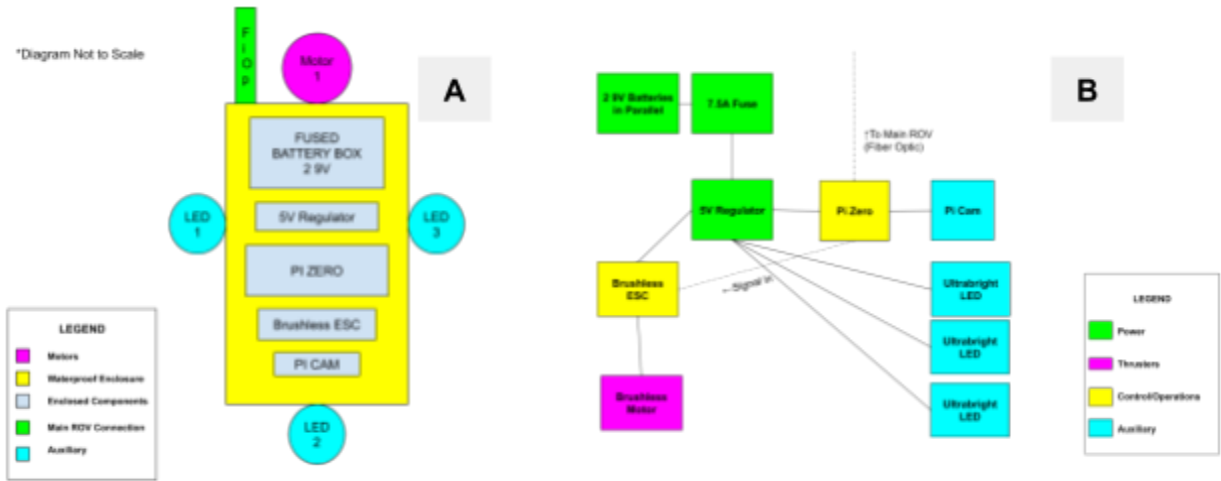 *Diagram Not to Scale
FiOp
Motor
1
A
FUSED
BATTERY BOX
2 9V
LED
1
5V Regulator
LED
3
PI ZERO
Brushless ESC
PI CAM
LED
2
LEGEND
Motors
Waterproof Enclosure
Enclosed Components
Main ROV Connection
Auxiliary
B
2 9V Batteries
in Parallel
7.5A Fuse
↑To Main ROV
(Fiber Optic)
5V Regulator
Pi Zero
Pi Cam
Brushless
ESC
←Signal in
Ultrabright
LED
Ultrabright
LED
Brushless
Motor
Ultrabright
LED
LEGEND
Power
Thrusters
Control/Operations
Auxiliary